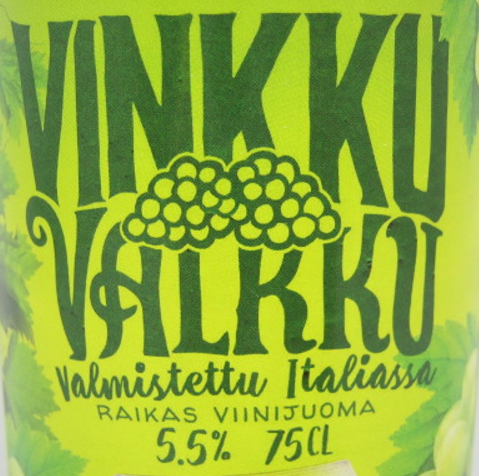 VINKKU
VALKKU
Valmistettu Italiassa
RAIKAS VIINIJUOMA
5.5% 75CL